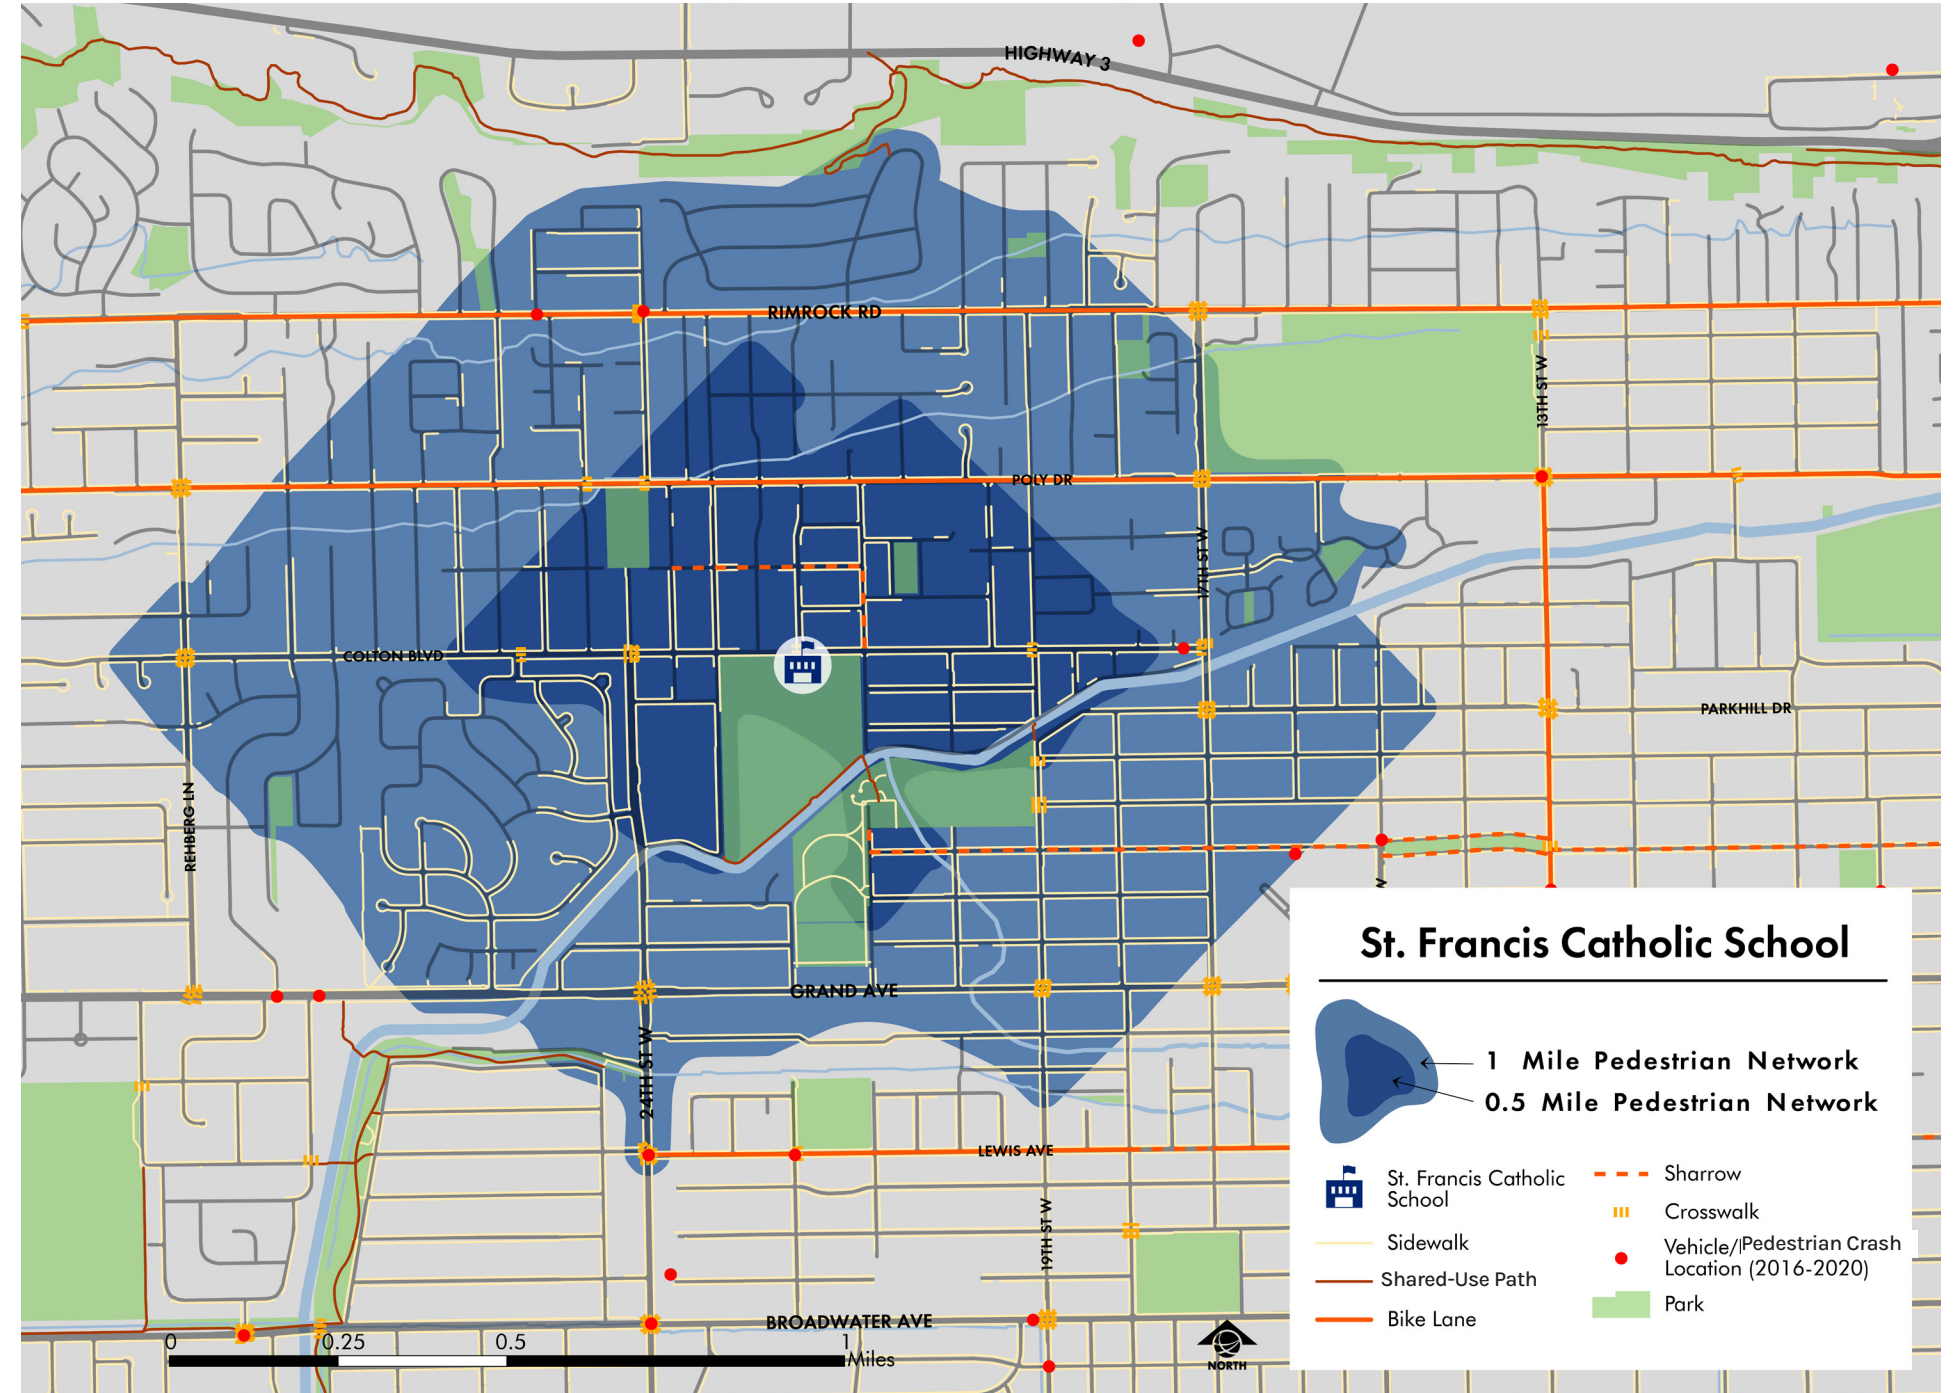 HIGHWAY 3
RIMROCK RD
13TH ST W
POLY DR
17TH ST W
COLTON BLVD
PARKHILL DR
REHBERG LN
W
GRAND AVE
24TH ST W
LEWIS AVE
19TH ST W
BROADWATER AVE
0 0.25 0.5 1
Miles
NORTH
St. Francis Catholic School
1 Mile Pedestrian Network
0.5 Mile Pedestrian Network
St. Francis Catholic
School
Sidewalk
Shared-Use Path
Bike Lane
Sharrow
Crosswalk
Vehicle/Pedestrian Crash
Location (2016-2020)
Park